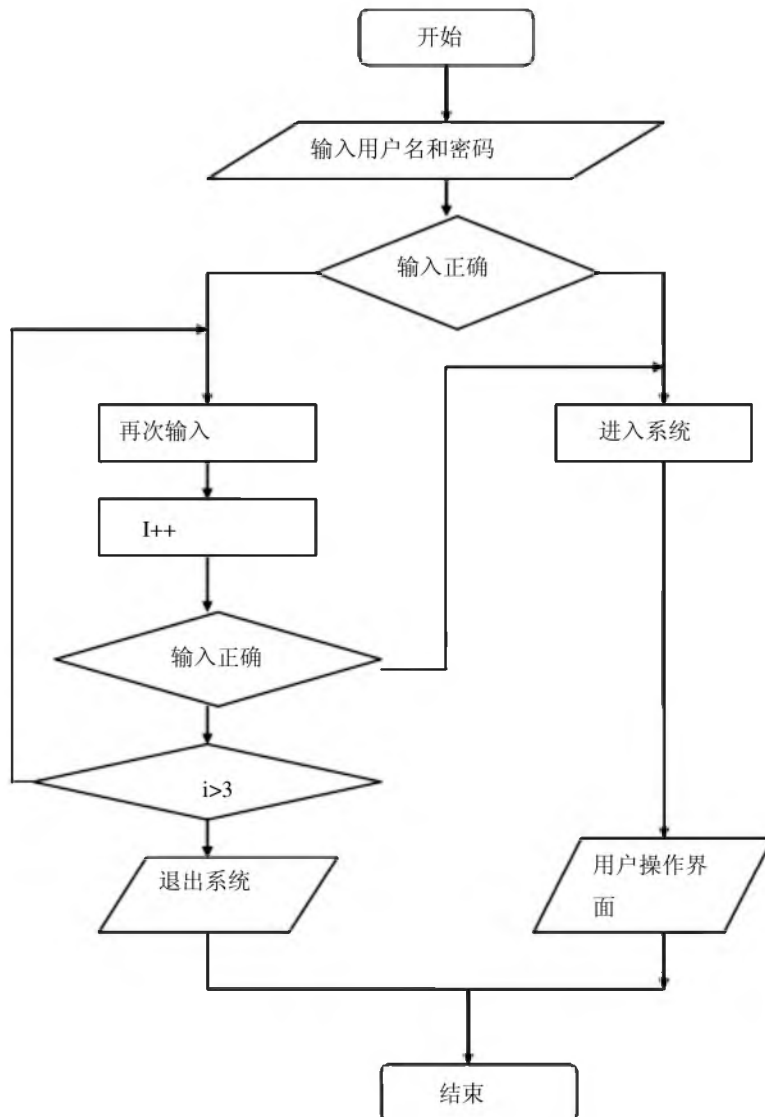 开始
输入用户名和密码
输入正确
再次输入
进入系统
I++
输入正确
i>3
退出系统
用户操作界
面
结束